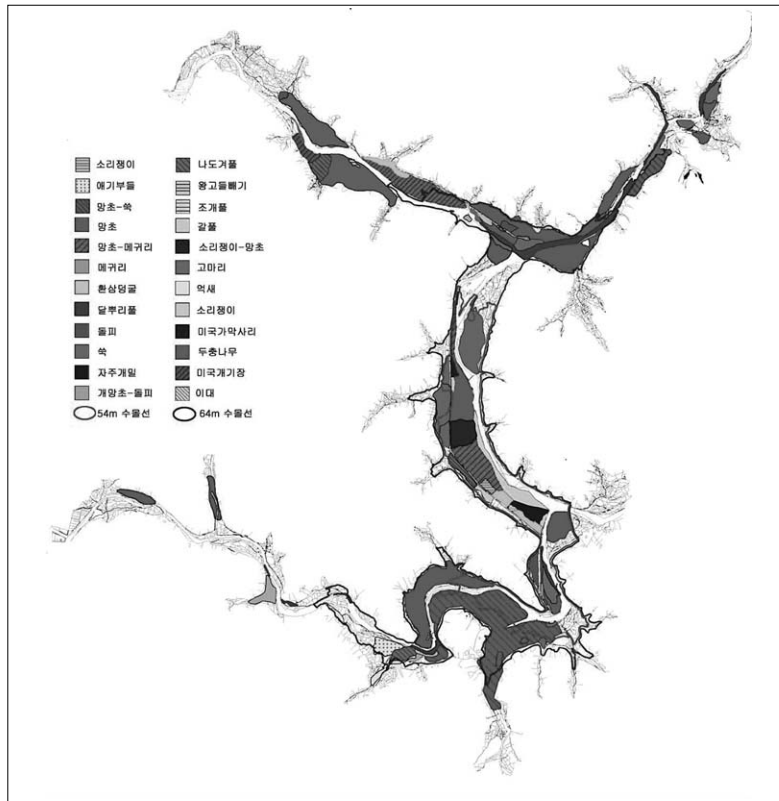 소리쟁이
애기부들
망초-쑥
망초
망초-메귀리
메귀리
환삼덩굴
달뿌리풀
돌피
쑥
자주개밀
개망초-돌피
54m 수몰선
나도겨풀
왕고들빼기
조개풀
갈풀
소리쟁이-망초
고마리
억새
소리쟁이
미국가막사리
두충나무
미국개기장
이대
64m 수몰선